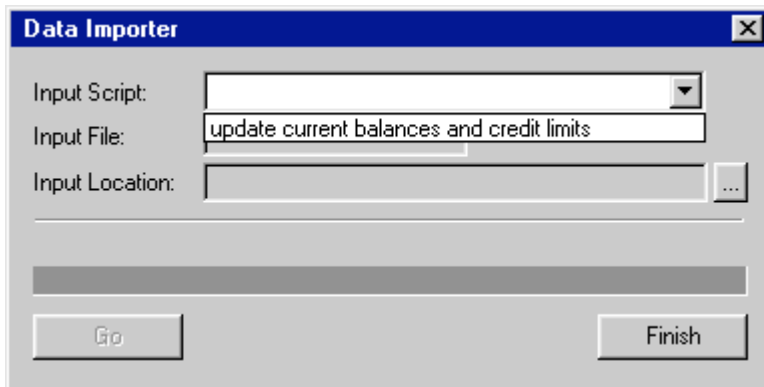 Data Importer
Input Script:
update current balances and credit limits
Input File:
Input Location:
...
Go
Finish